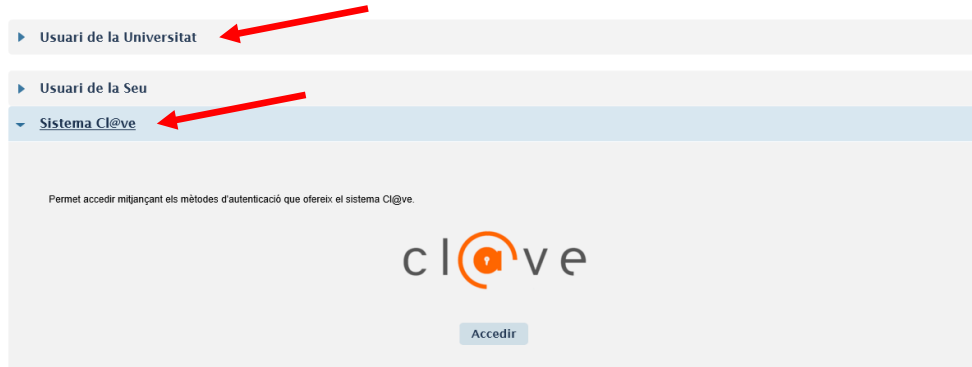 Usuari de la Universitat
Usuari de la Seu
Sistema Cl@ve
Permet accedir mitjançant els mètodes d'autenticació que ofereix el sistema Cl@ve.
cl@ve
Accedir